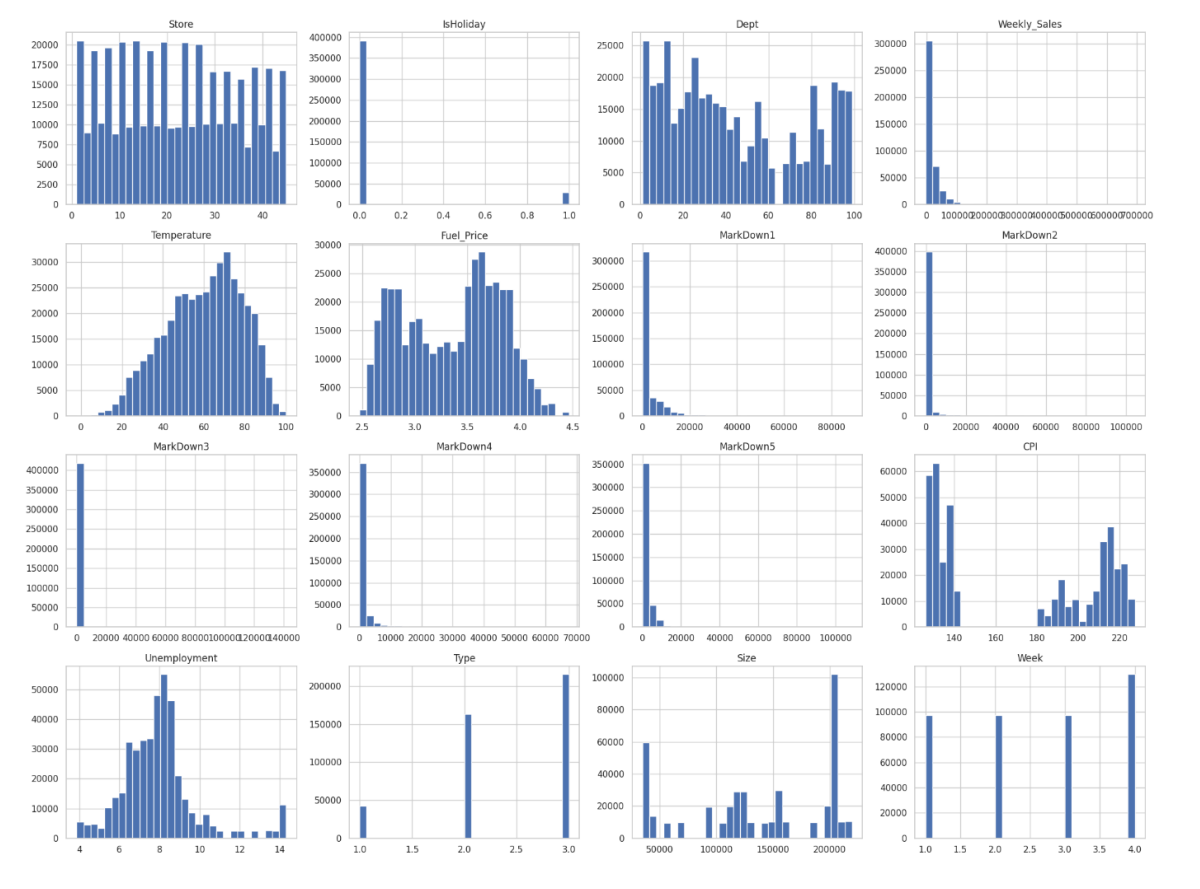 Store IsHoliday Dept Weekly_Sales
20000 17500 15000 12500 10000 7500 5000 2500 0
0 10 20 30 40
400000 350000 300000 250000 200000 150000 100000 50000 0
0.0 0.2 0.4 0.6 0.8 1.0
25000 20000 15000 10000 5000 0
0 20 40 60 80 100
300000 250000 200000 150000 100000 50000 0
0 100000 200000 300000 400000 500000 600000 700000
Temperature Fuel_Price MarkDown1 MarkDown2
30000 25000 20000 15000 10000 5000 0
0 20 40 60 80 100
30000 25000 20000 15000 10000 5000 0
2.5 3.0 3.5 4.0 4.5
300000 250000 200000 150000 100000 50000 0
0 20000 40000 60000 80000
400000 350000 300000 250000 200000 150000 100000 50000 0
0 20000 40000 60000 80000 100000
MarkDown3 MarkDown4 MarkDown5 CPI
400000 350000 300000 250000 200000 150000 100000 50000 0
0 20000 40000 60000 80000 100000 120000 140000
350000 300000 250000 200000 150000 100000 50000 0
0 10000 20000 30000 40000 50000 60000 70000
350000 300000 250000 200000 150000 100000 50000 0
0 20000 40000 60000 80000 100000
60000 50000 40000 30000 20000 10000 0
140 160 180 200 220
Unemployment Type Size Week
50000 40000 30000 20000 10000 0
4 6 8 10 12 14
200000 150000 100000 50000 0
1.0 1.5 2.0 2.5 3.0
100000 80000 60000 40000 20000 0
50000 100000 150000 200000
120000 100000 80000 60000 40000 20000 0
1.0 1.5 2.0 2.5 3.0 3.5 4.0